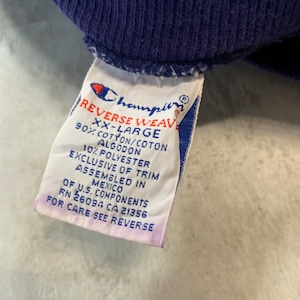 Champion®
REVERSE WEAV
XX-LARGE
90% COTTON/COTON
ALGODON
10% POLYESTER
EXCLUSIVE OF TRIM
ASSEMBLED IN
MEXICO
OF U.S. COMPONENTS
RN 26094 CA 21356
FOR CARE SEE REVERSE